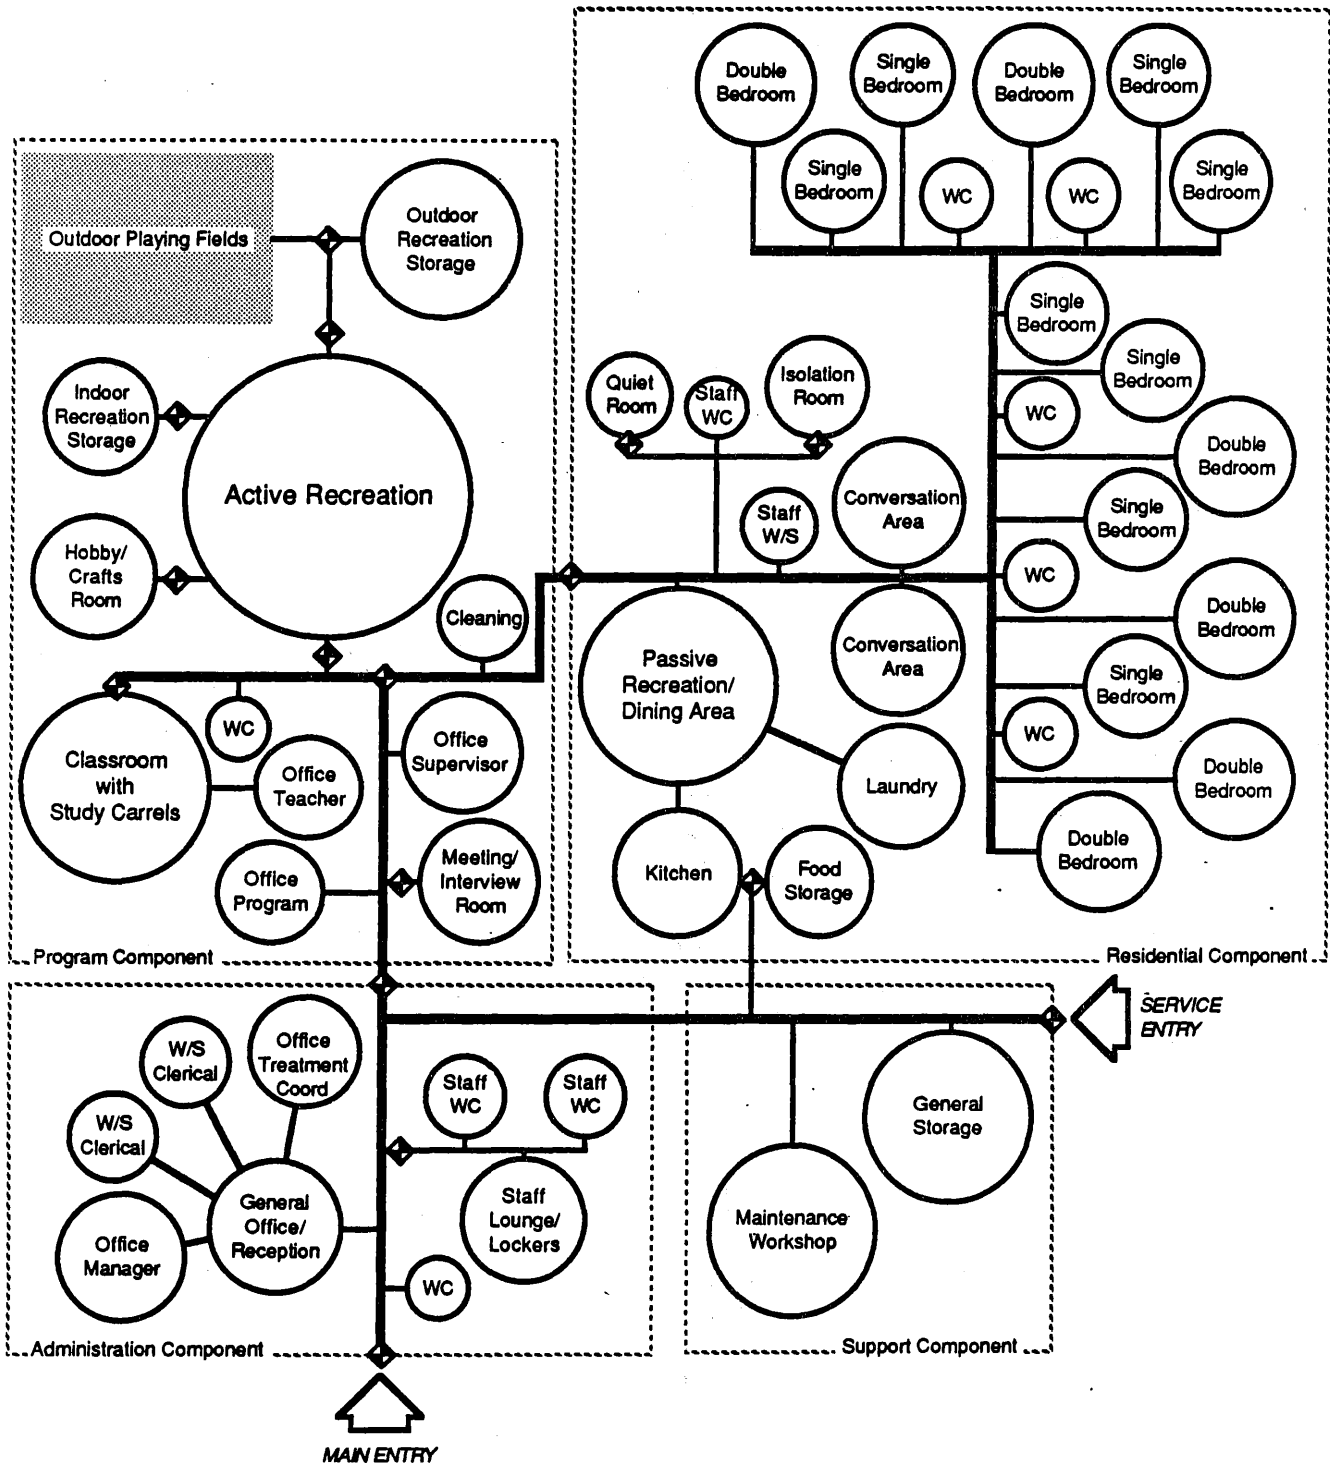 Double
Bedroom
Single
Bedroom
Double
Bedroom
Single
Bedroom
Single
Bedroom
WC
WC
Single
Bedroom
Outdoor Playing Fields
Outdoor
Recreation
Storage
Single
Bedroom
Single
Bedroom
Quiet
Room
Staff
WC
Isolation
Room
WC
Indoor
Recreation
Storage
Double
Bedroom
Active Recreation
Conversation
Area
Single
Bedroom
Staff
W/S
Hobby/
Crafts
Room
WC
Cleaning
Double
Bedroom
Passive
Recreation/
Dining Area
Conversation
Area
Single
Bedroom
WC
WC
Office
Supervisor
Classroom
with
Study Carrels
Office
Teacher
Laundry
Double
Bedroom
Double
Bedroom
Office
Program
Meeting/
Interview
Room
Kitchen
Food
Storage
Program Component
Residential Component
SERVICE
ENTRY
W/S
Clerical
Office
Treatment
Coord
Staff
WC
Staff
WC
General
Storage
W/S
Clerical
General
Office/
Reception
Staff
Lounge/
Lockers
Maintenance
Workshop
Office
Manager
WC
Administration Component
Support Component
MAIN ENTRY